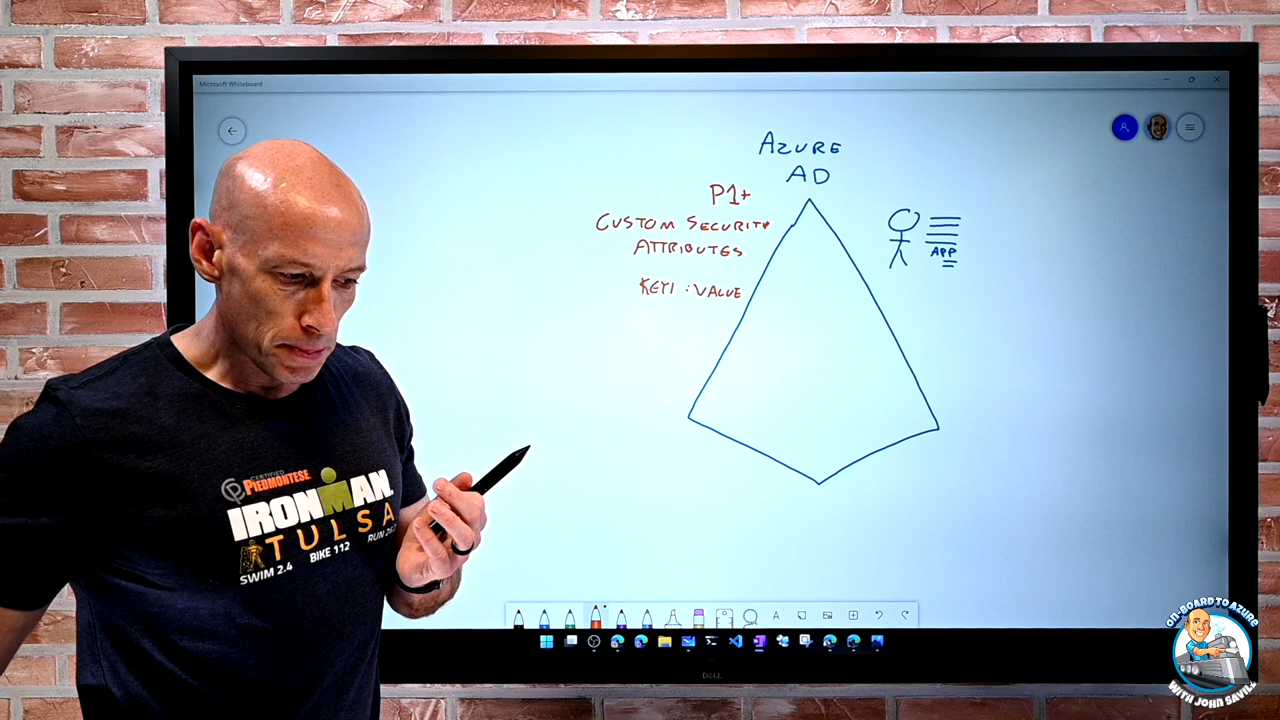 Microsoft Whiteboard
AZURE
AD
P1+
CUSTOM SECURITY
ATTRIBUTES
KEY1 : VALUE
APP
CERTIFIED
PIEDMONTESE
IRONMAN
TULSA
SWIM 2.4 BIKE 112 RUN 26.2
DELL
ON-BOARD TO AZURE
WITH JOHN SAVILL